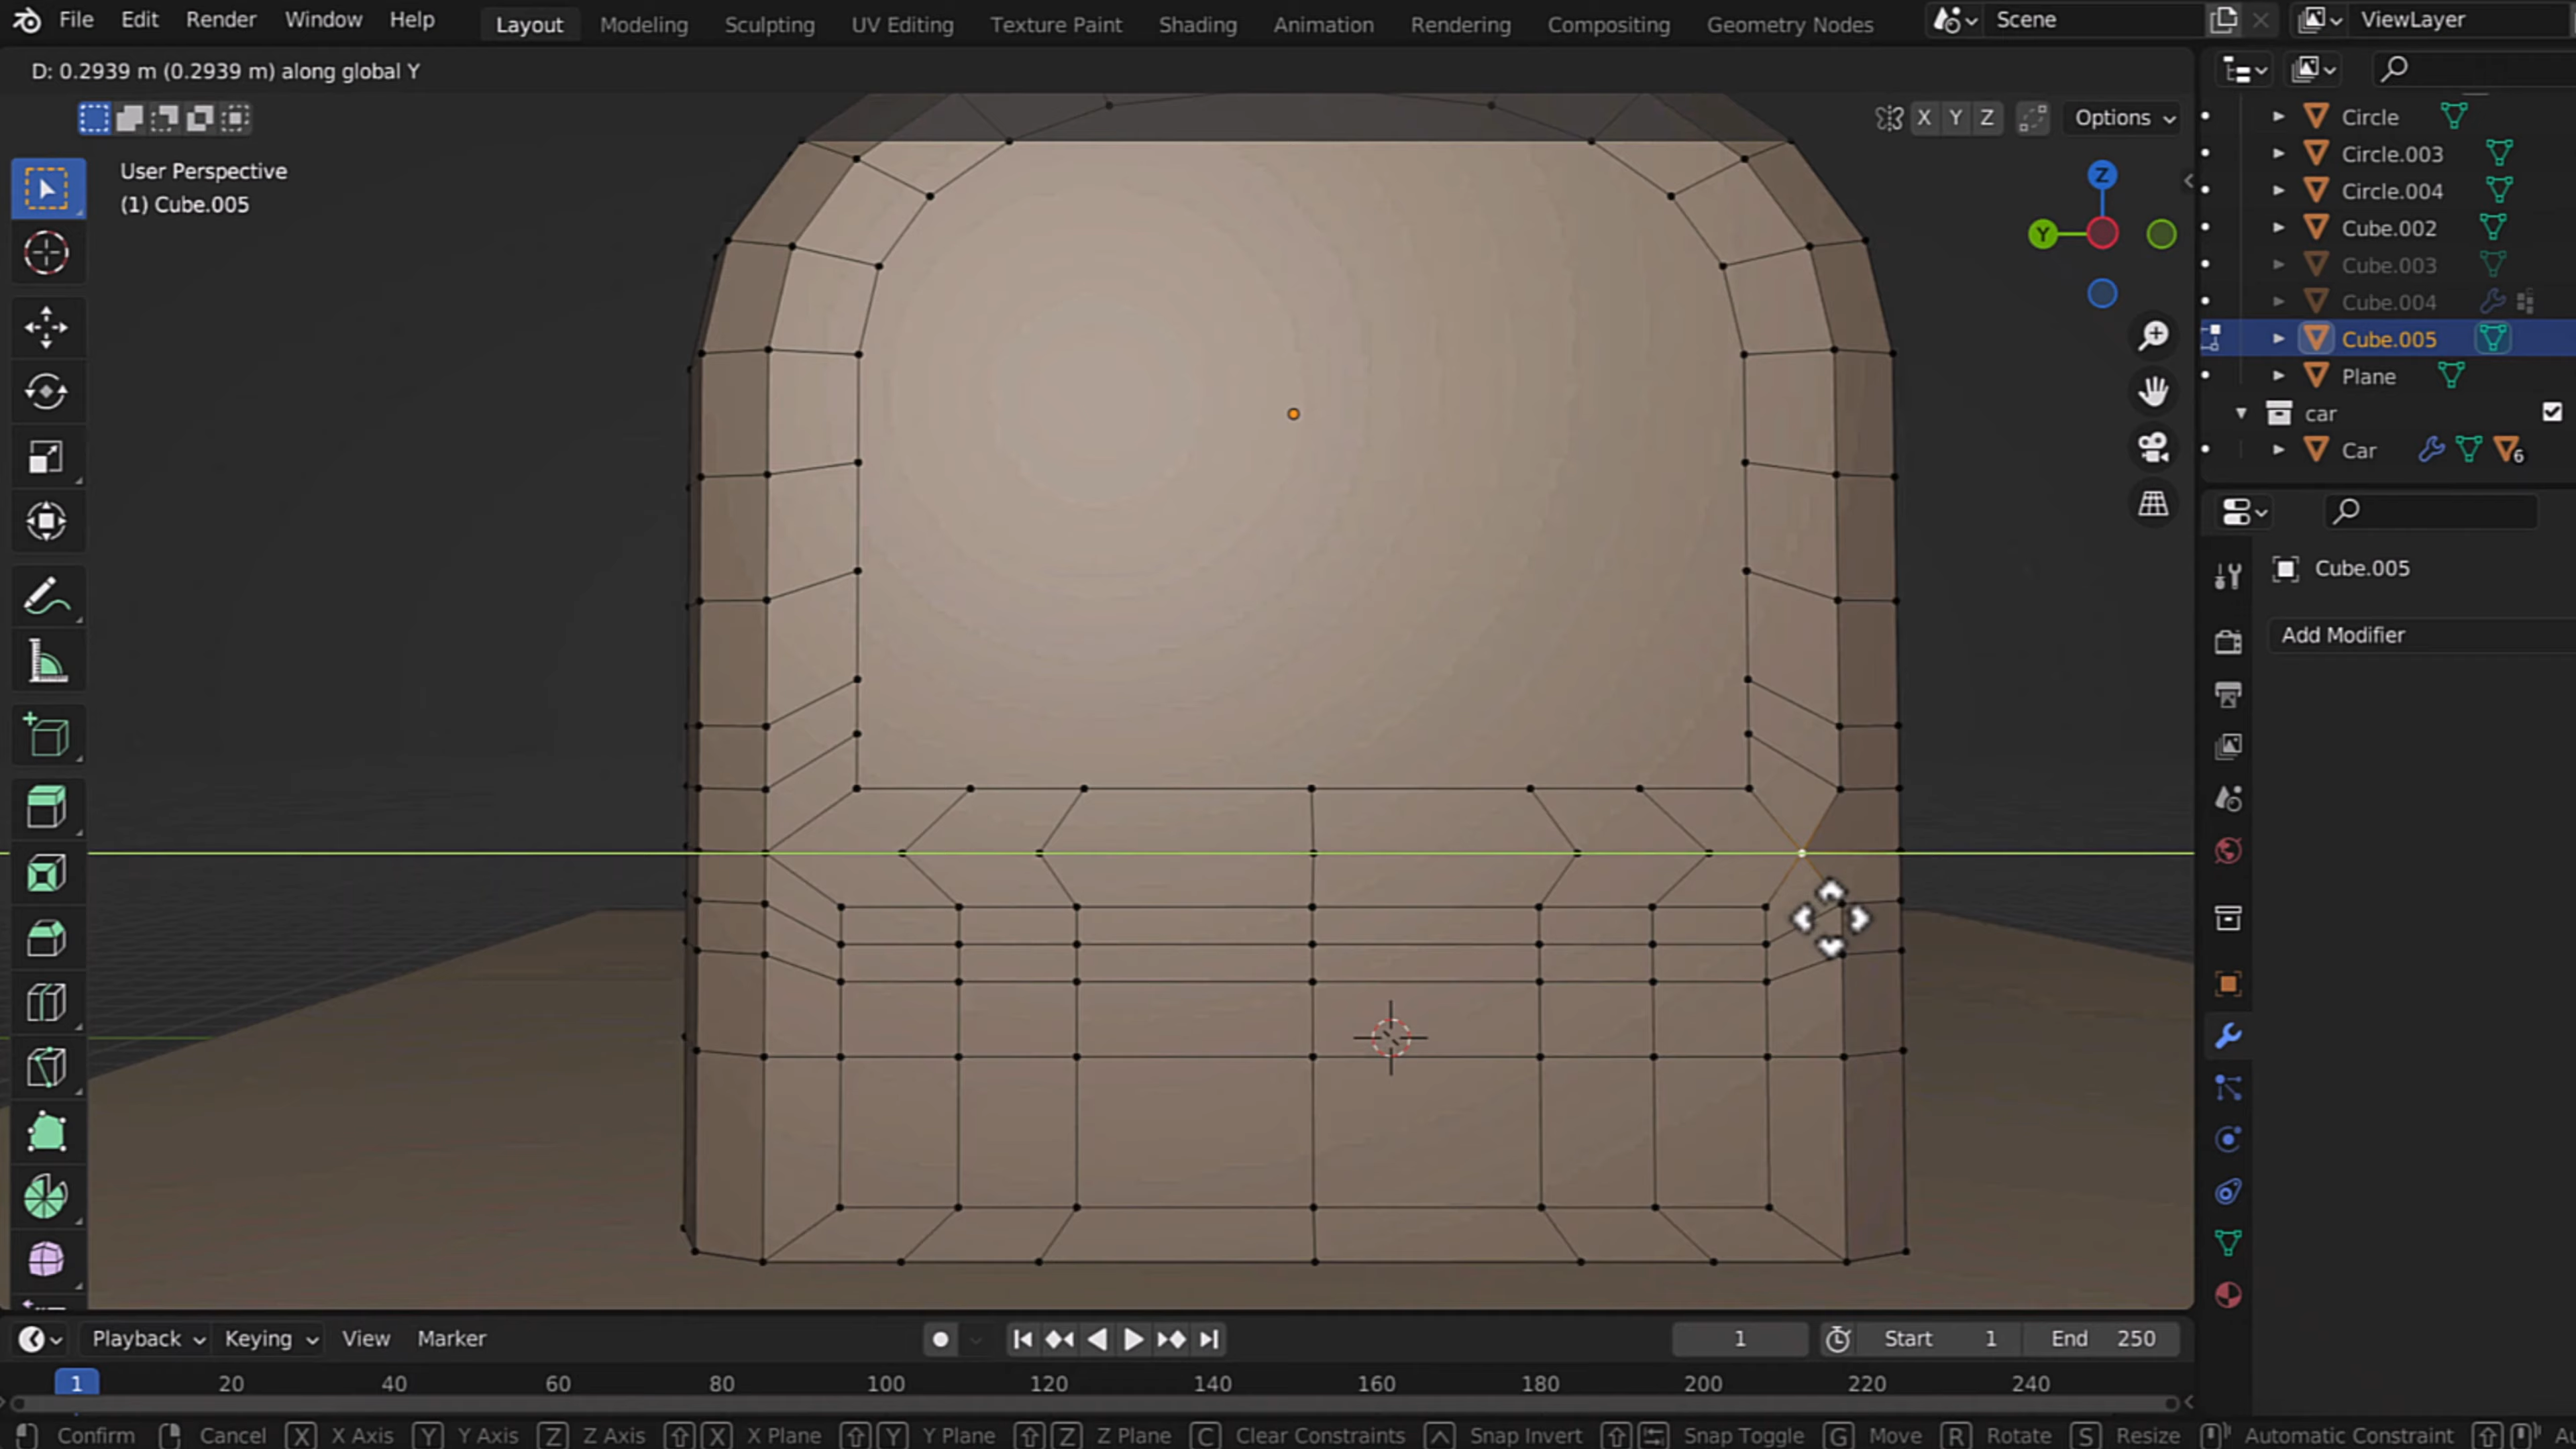 File Edit Render Window Help Layout Modeling Sculpting UV Editing Texture Paint Shading Animation Rendering Compositing Geometry Nodes Scene ViewLayer
D: 0.2939 m (0.2939 m) along global Y
X Y Z Options
User Perspective
(1) Cube.005
Z
Y
Circle
Circle.003
Circle.004
Cube.002
Cube.003
Cube.004
Cube.005
Plane
car
Car 6
Cube.005
Add Modifier
Playback Keying View Marker 1 Start 1 End 250
1 20 40 60 80 100 120 140 160 180 200 220 240
Confirm Cancel X X Axis Y Y Axis Z Z Axis X X Plane Y Y Plane Z Z Plane C Clear Constraints Snap Invert Snap Toggle G Move R Rotate S Resize Automatic Constraint